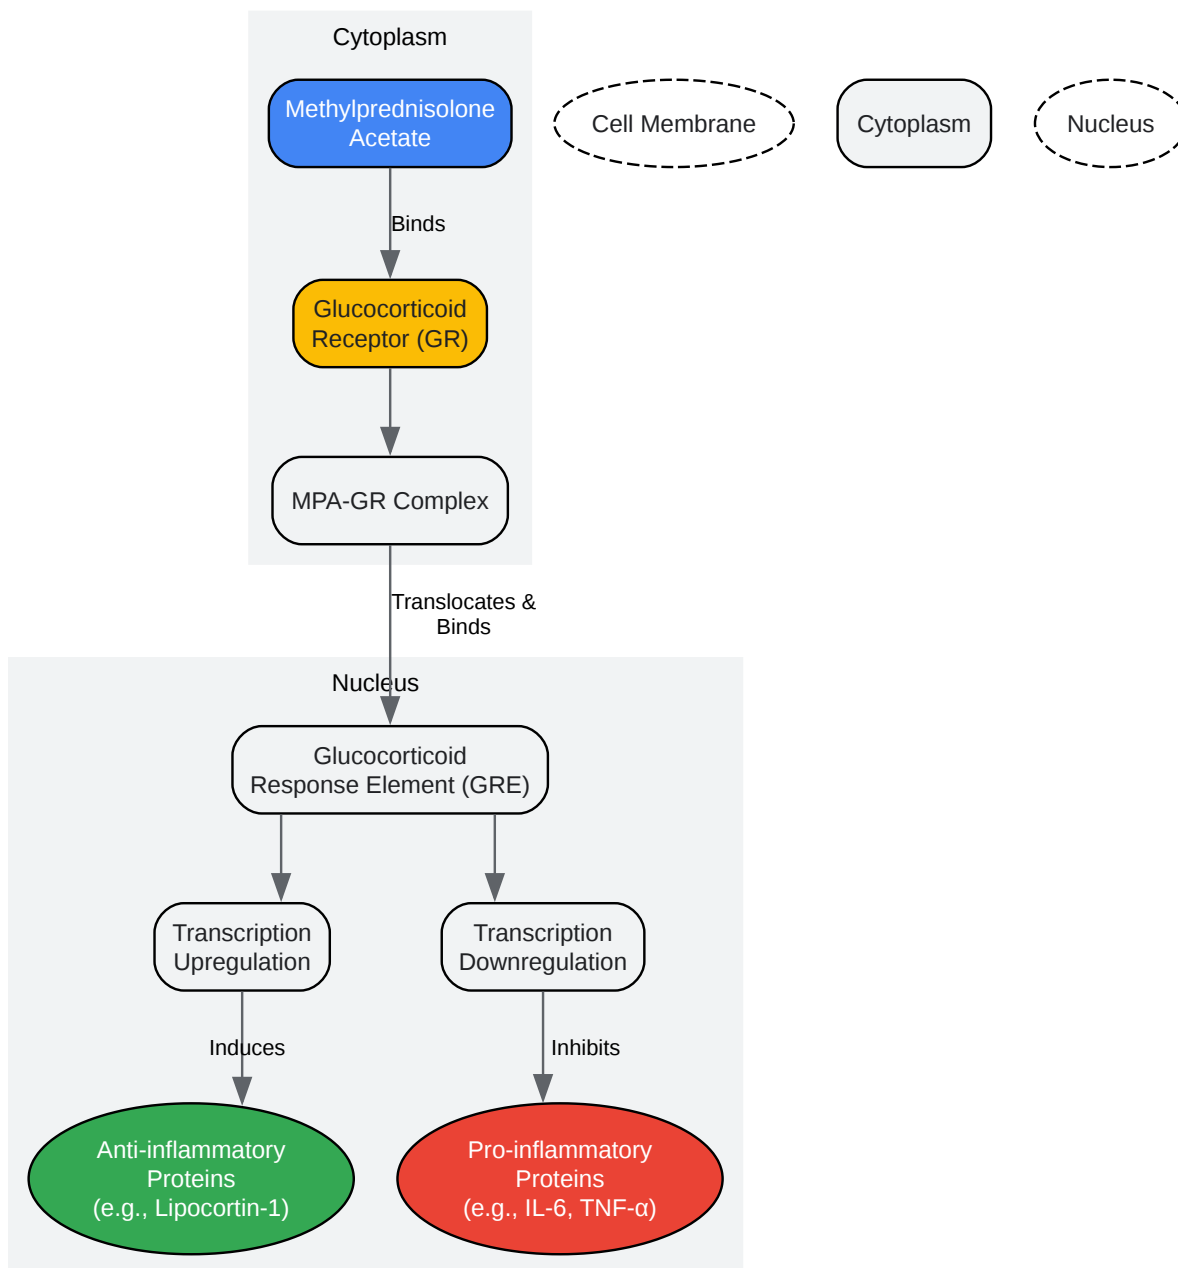 Cytoplasm
Methylprednisolone
Acetate
Cell Membrane
Cytoplasm
Nucleus
Binds
Glucocorticoid
Receptor (GR)
MPA-GR Complex
Translocates &
Binds
Nucleus
Glucocorticoid
Response Element (GRE)
Transcription
Upregulation
Transcription
Downregulation
Induces
Inhibits
Anti-inflammatory
Proteins
(e.g., Lipocortin-1)
Pro-inflammatory
Proteins
(e.g., IL-6, TNF-α)